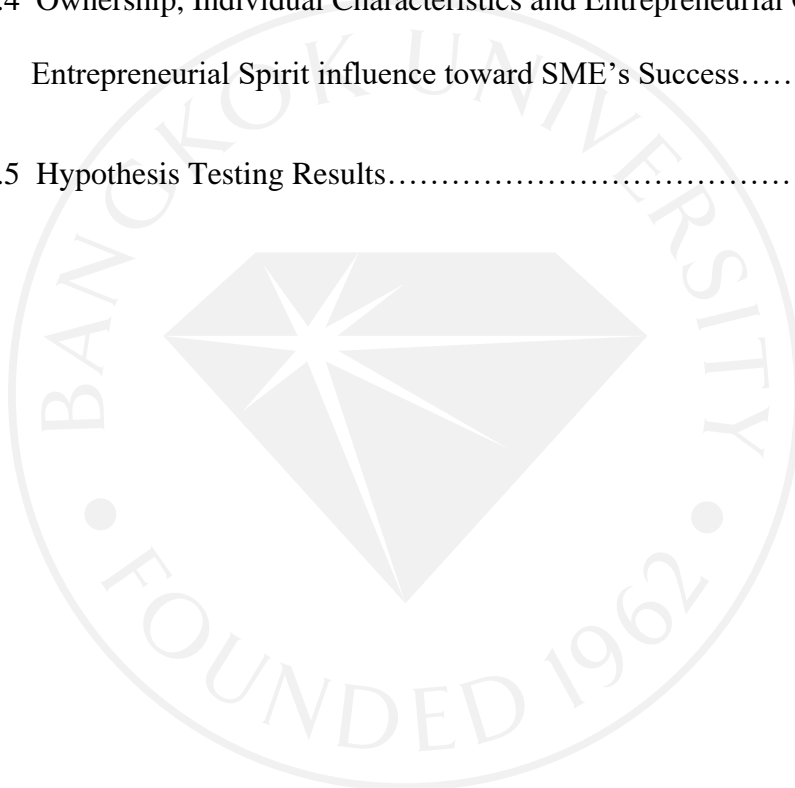 .4 Ownership, Individual Characteristics and Entrepreneurial
Entrepreneurial Spirit influence toward SME’s Success.....
.5 Hypothesis Testing Results.....................................
BANGKOK UNIVERSITY
FOUNDED 1962